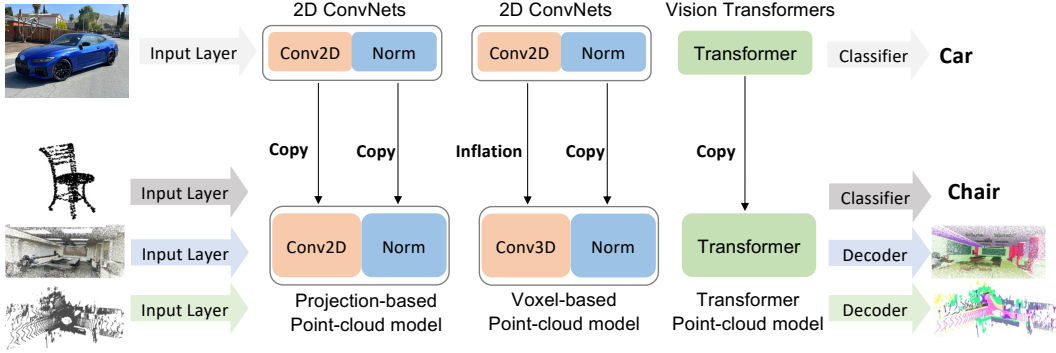 2D ConvNets
2D ConvNets
Vision Transformers
Input Layer
Conv2D
Norm
Conv2D
Norm
Transformer
Classifier
Car
Copy
Copy
Inflation
Copy
Copy
Input Layer
Classifier
Chair
Input Layer
Conv2D
Norm
Conv3D
Norm
Transformer
Decoder
Input Layer
Projection-based
Point-cloud model
Voxel-based
Point-cloud model
Transformer
Point-cloud model
Decoder